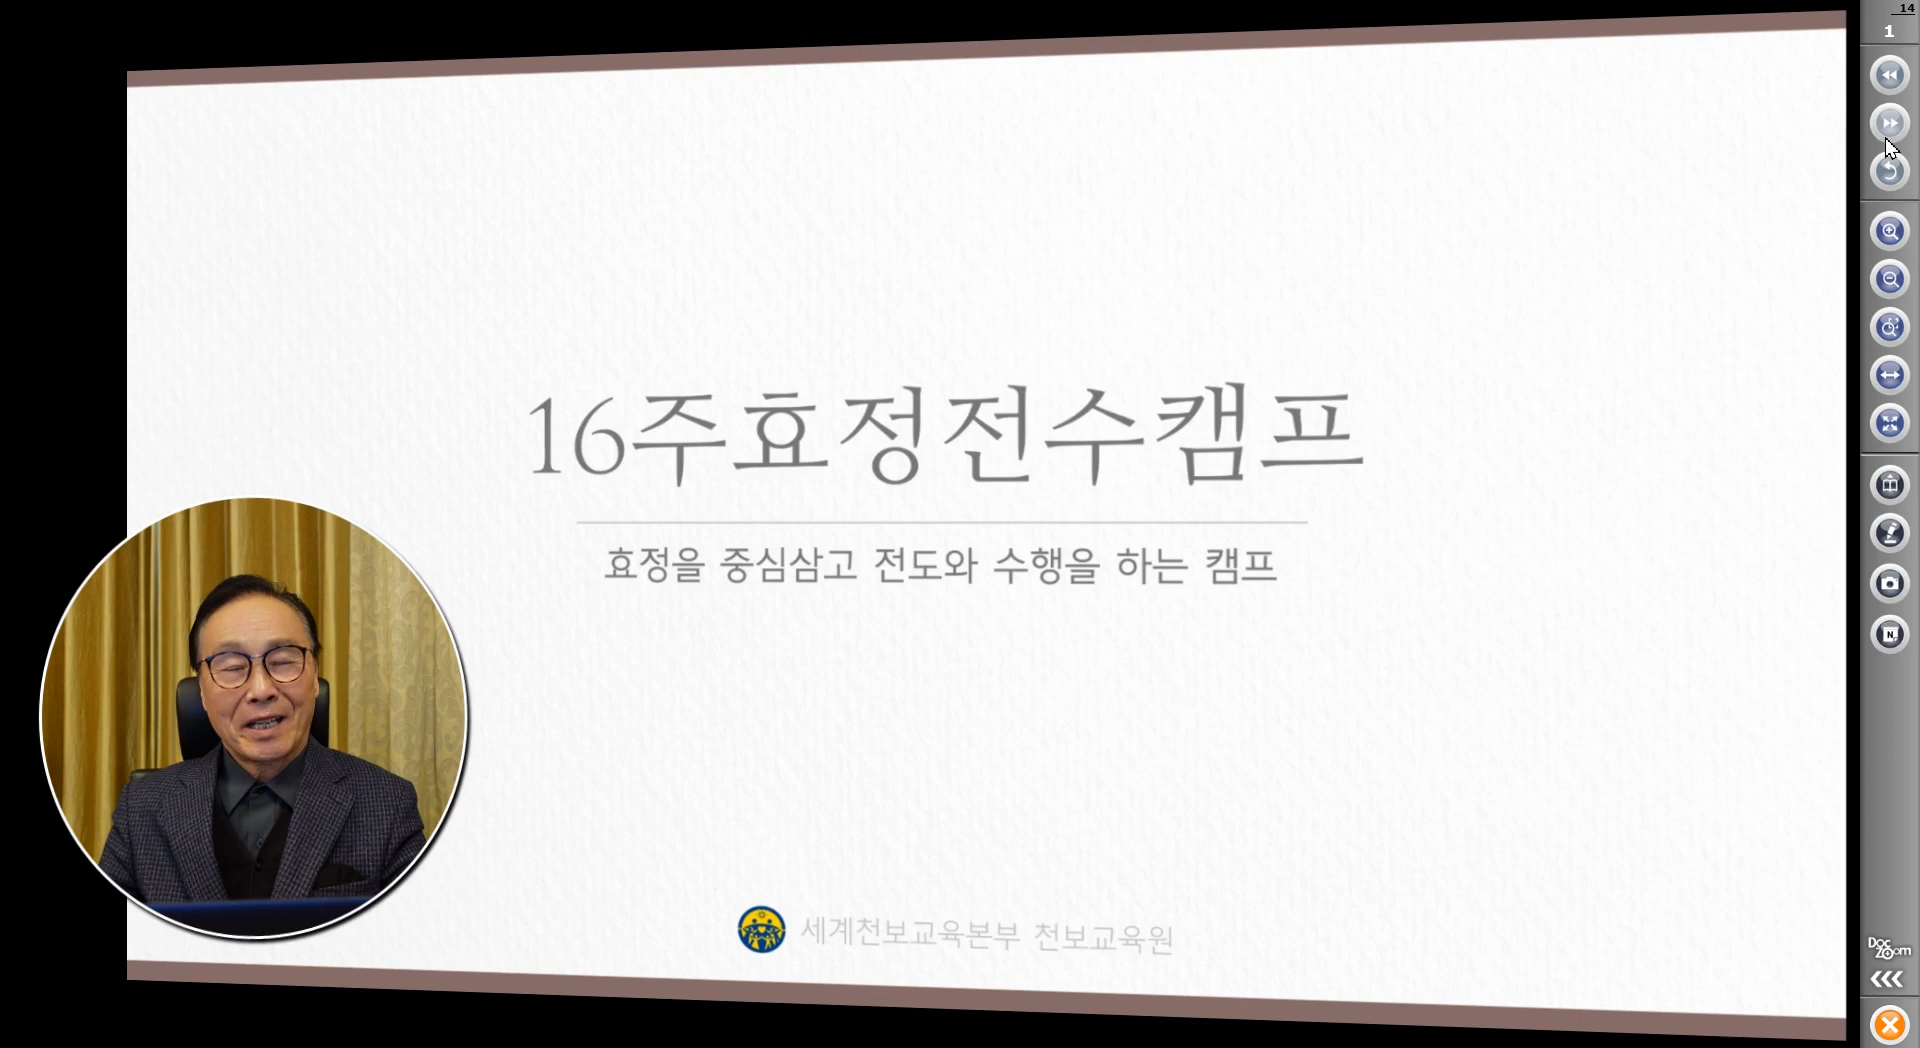 14
1
16주효정전수캠프
효정을 중심삼고 전도와 수행을 하는 캠프
세계천보교육본부 천보교육원
N
Doc
Zoom